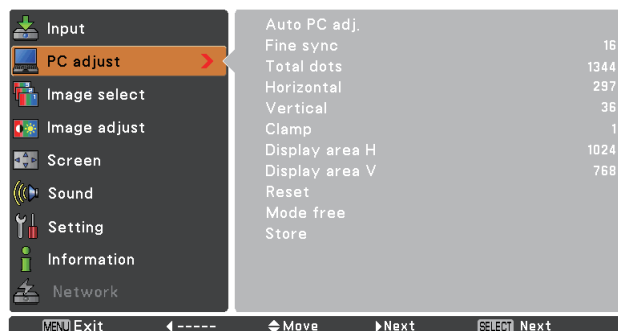 Input
PC adjust
Image select
Image adjust
Screen
Sound
Setting
Information
Network
Auto PC adj.
Fine sync 16
Total dots 1344
Horizontal 297
Vertical 36
Clamp 1
Display area H 1024
Display area V 768
Reset
Mode free
Store
MENU Exit ----- Move Next SELECT Next